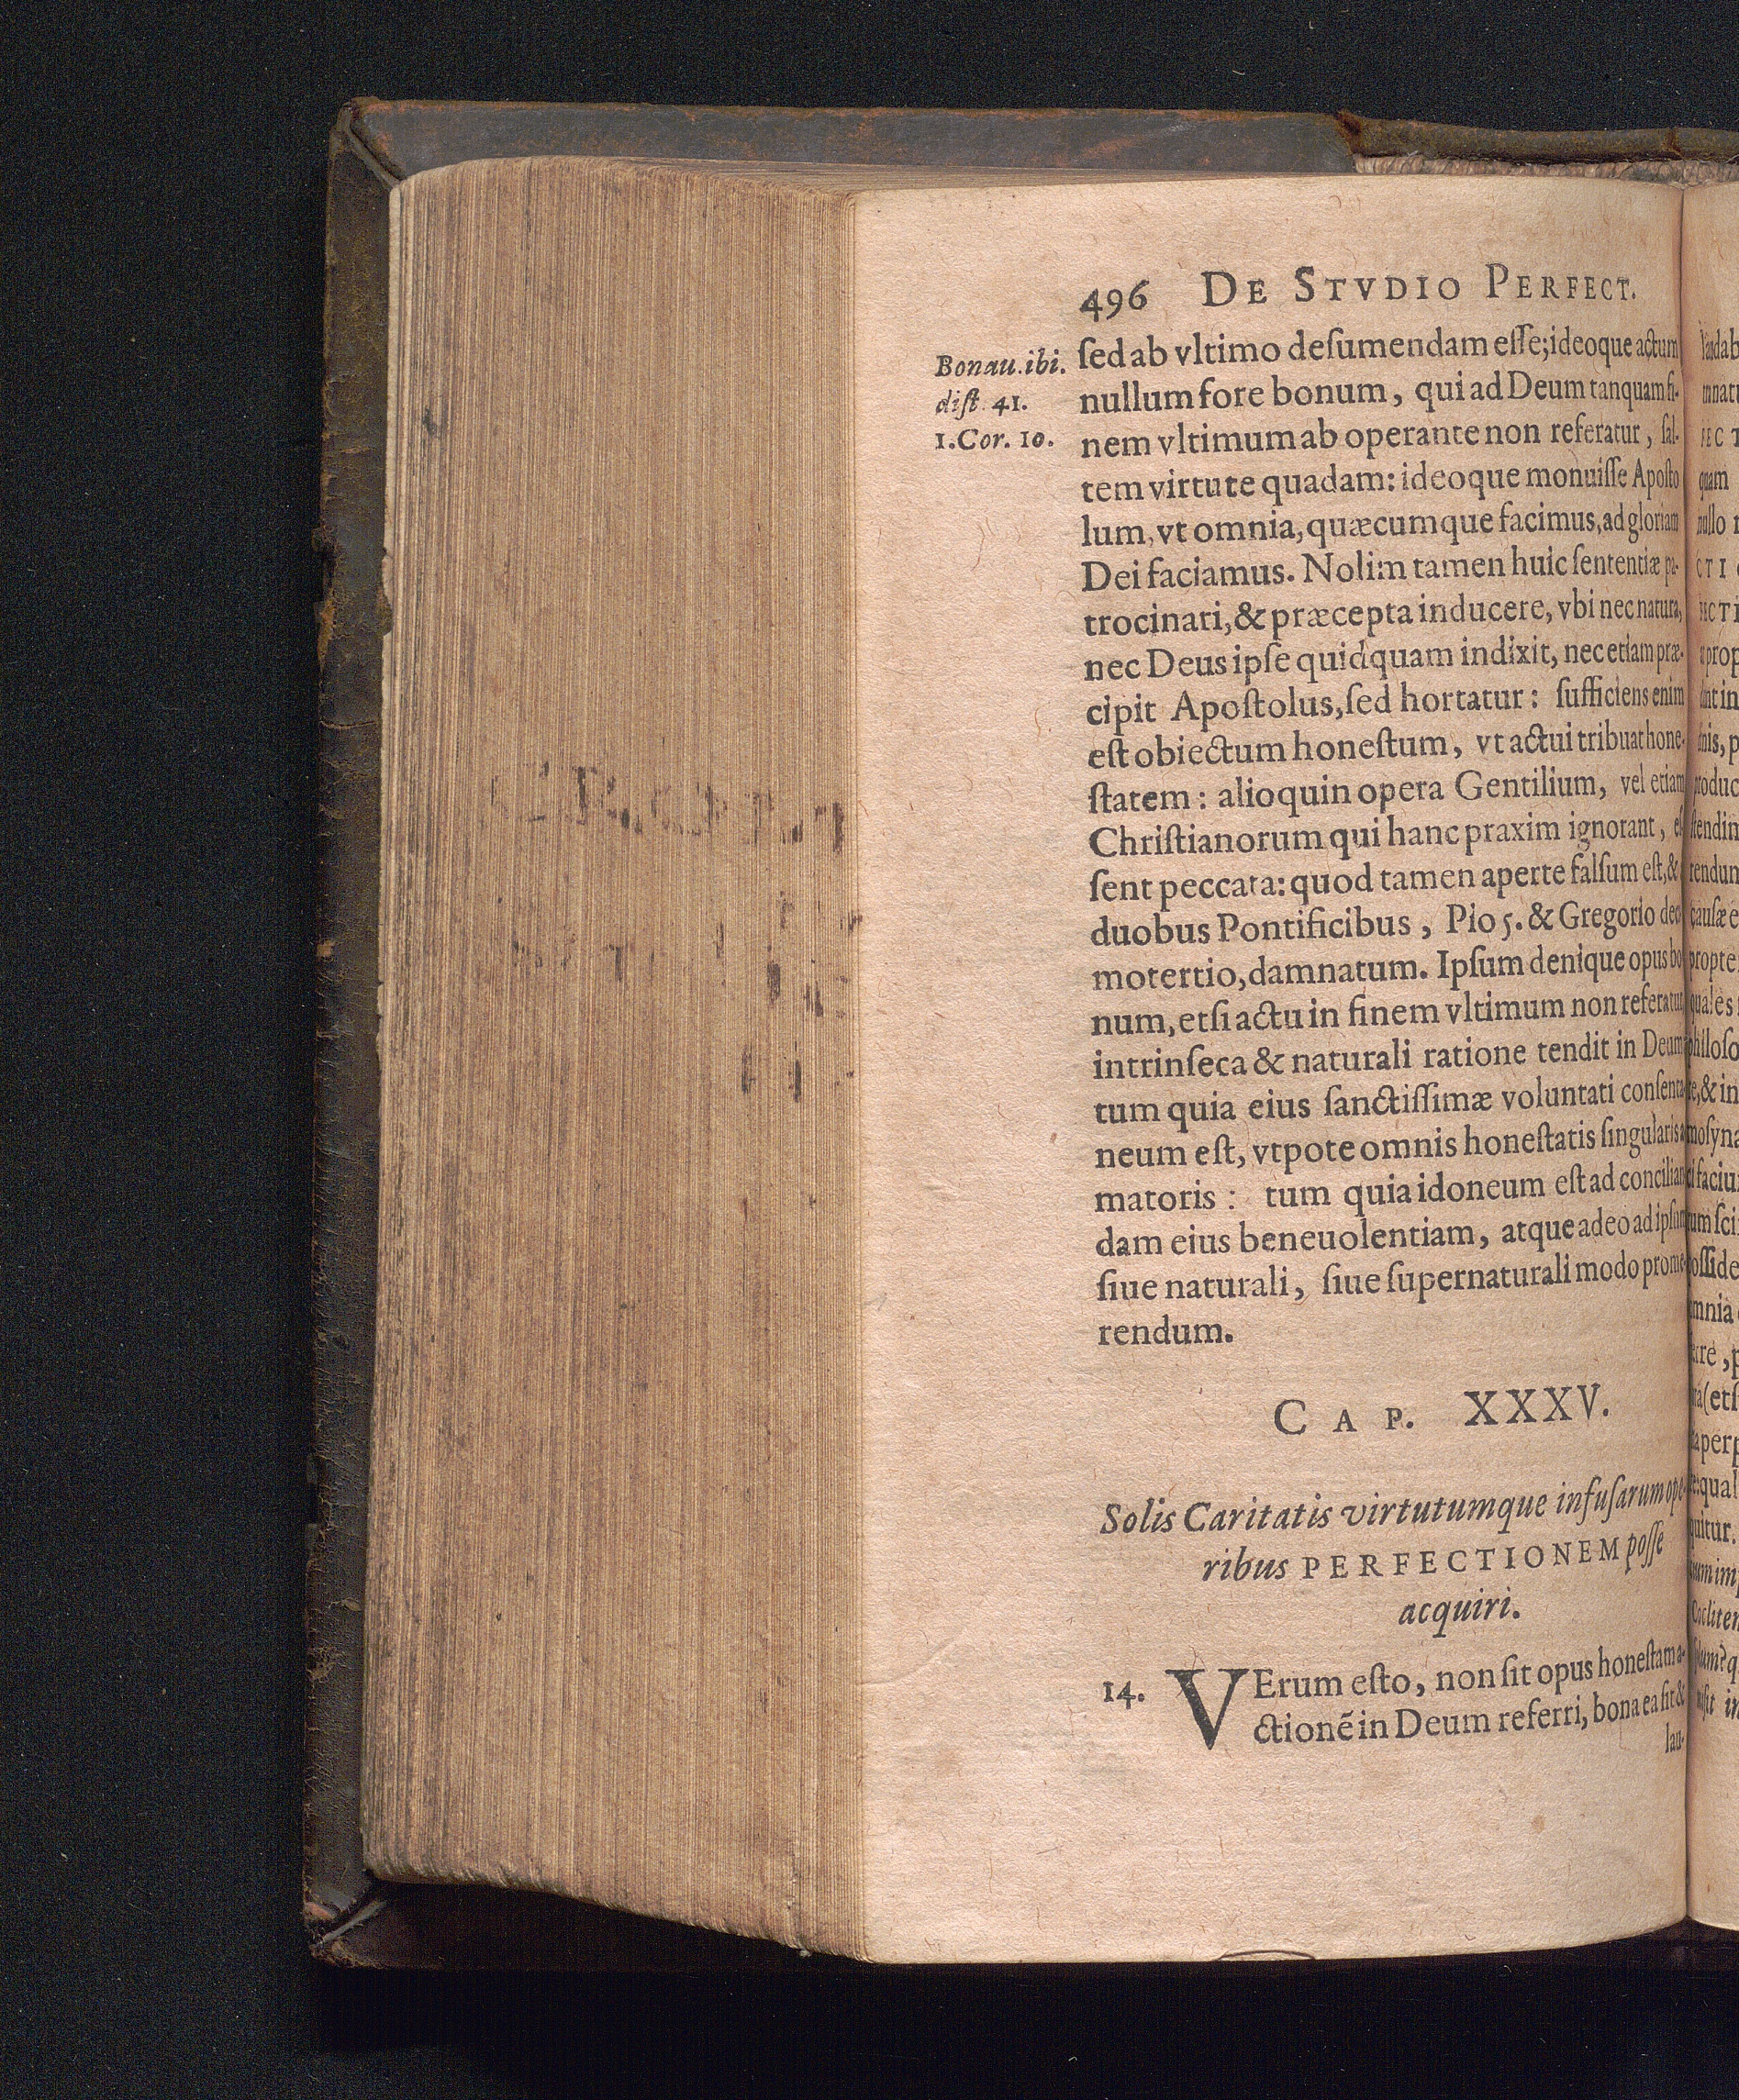 496 DE STVDIO PERFECT.
Bonau. ibi.
dist. 41.
1. Cor. 10.
ſed ab vltimo deſumendam eſſe; ideoque actum
nullum fore bonum, qui ad Deum tanquam fi-
nem vltimum ab operante non referatur, ſal-
tem virtute quadam: ideoque monuiſſe Apoſto
lum, vt omnia, quæcumque facimus, ad gloriam
Dei faciamus. Nolim tamen huic ſententiæ pa-
trocinari, & præcepta inducere, vbi nec natura,
nec Deus ipſe quidquam indixit, nec etiam præ-
cipit Apoſtolus, ſed hortatur: ſufficiens enim
eſt obiectum honeſtum, vt actui tribuat hone-
ſtatem: alioquin opera Gentilium, vel etiam
Chriſtianorum qui hanc praxim ignorant, eſ
ſent peccata: quod tamen aperte falſum eſt, &
duobus Pontificibus, Pio 5. & Gregorio deci
motertio, damnatum. Ipſum denique opus bo
num, etſi actu in finem vltimum non referatur,
intrinſeca & naturali ratione tendit in Deum
tum quia eius ſanctiſſimæ voluntati conſenta
neum eſt, vtpote omnis honeſtatis ſingularis a
matoris: tum quia idoneum eſt ad concilian
dam eius beneuolentiam, atque adeo ad ipſum
ſiue naturali, ſiue ſupernaturali modo prome-
rendum.
CAP. XXXV.
Solis Caritatis virtutumque infuſarum ope-
ribus PERFECTIONEM poſſe
acquiri.
14. VErum eſto, non ſit opus honeſtam a-
ctionẽ in Deum referri, bona ea ſit &
lau-